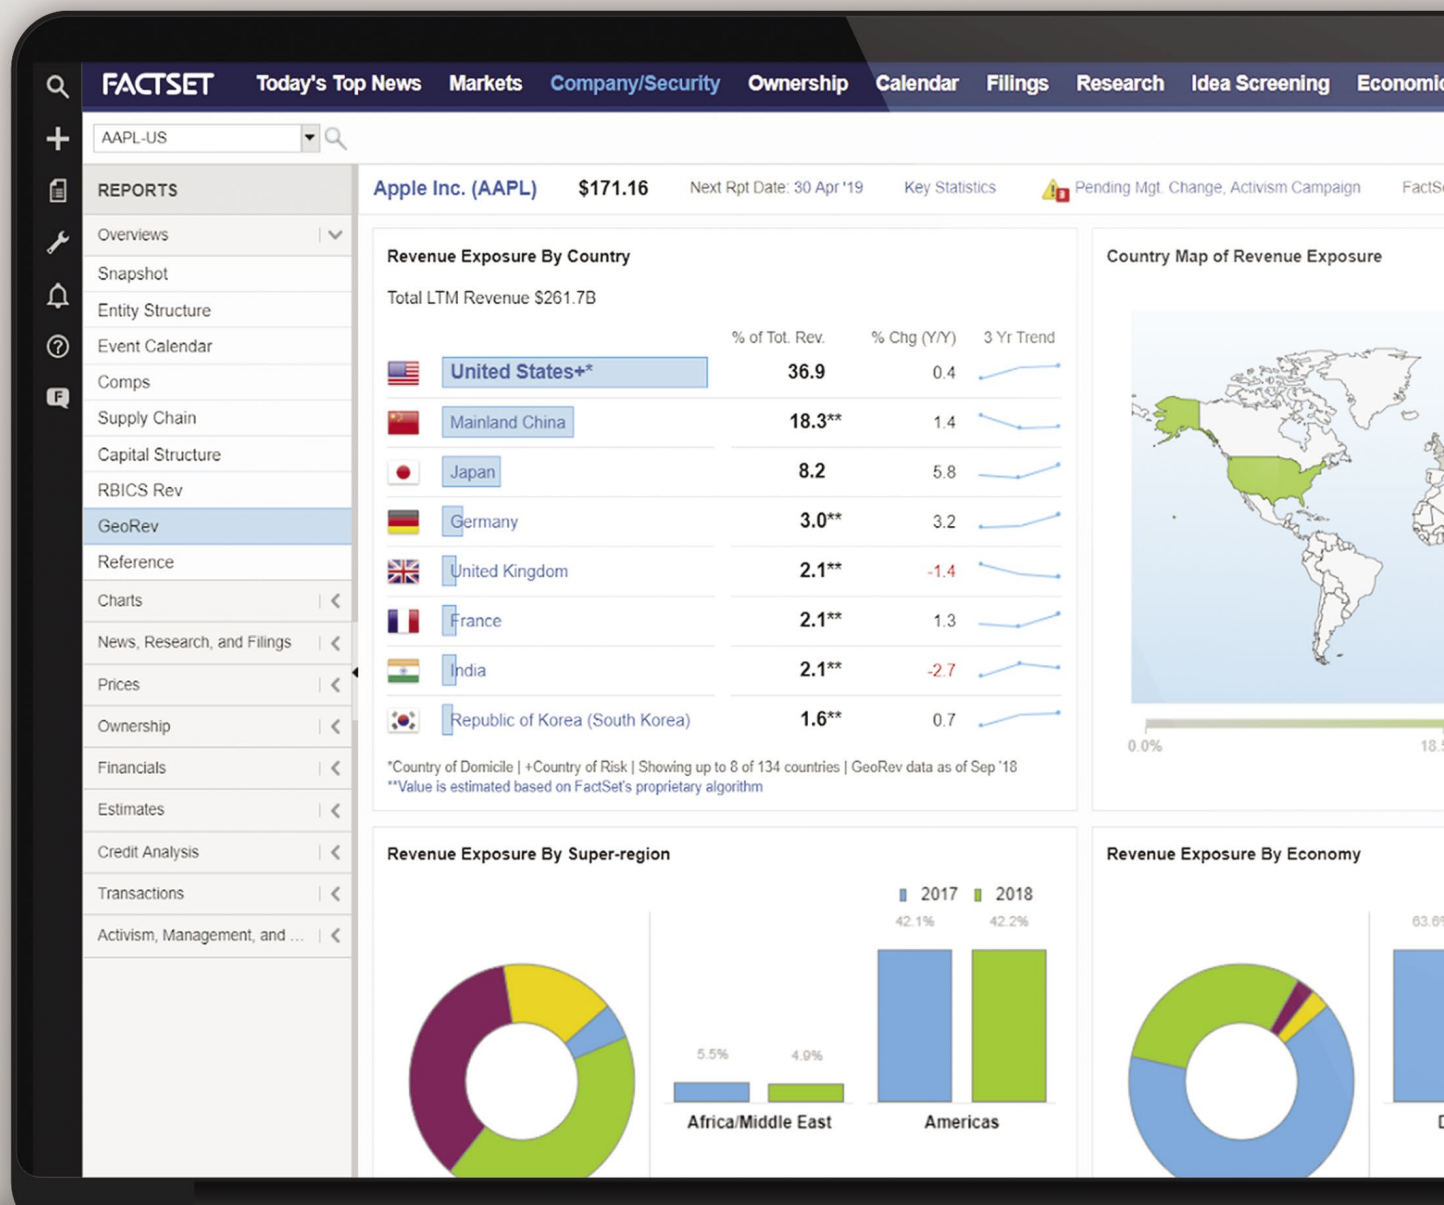 FACTSET Today's Top News Markets Company/Security Ownership Calendar Filings Research Idea Screening Economic
AAPL-US
REPORTS
Overviews
Snapshot
Entity Structure
Event Calendar
Comps
Supply Chain
Capital Structure
RBICS Rev
GeoRev
Reference
Charts
News, Research, and Filings
Prices
Ownership
Financials
Estimates
Credit Analysis
Transactions
Activism, Management, and ...
Apple Inc. (AAPL) $171.16 Next Rpt Date: 30 Apr '19 Key Statistics Pending Mgt. Change, Activism Campaign
Revenue Exposure By Country
Total LTM Revenue $261.7B
% of Tot. Rev. % Chg (Y/Y) 3 Yr Trend
United States+* 36.9 0.4
Mainland China 18.3** 1.4
Japan 8.2 5.8
Germany 3.0** 3.2
United Kingdom 2.1** -1.4
France 2.1** 1.3
India 2.1** -2.7
Republic of Korea (South Korea) 1.6** 0.7
*Country of Domicile | +Country of Risk | Showing up to 8 of 134 countries | GeoRev data as of Sep '18
**Value is estimated based on FactSet's proprietary algorithm
Country Map of Revenue Exposure
0.0% 18.5
Revenue Exposure By Super-region
2017 2018
42.1% 42.2%
5.5% 4.9%
Africa/Middle East Americas
Revenue Exposure By Economy
63.6%